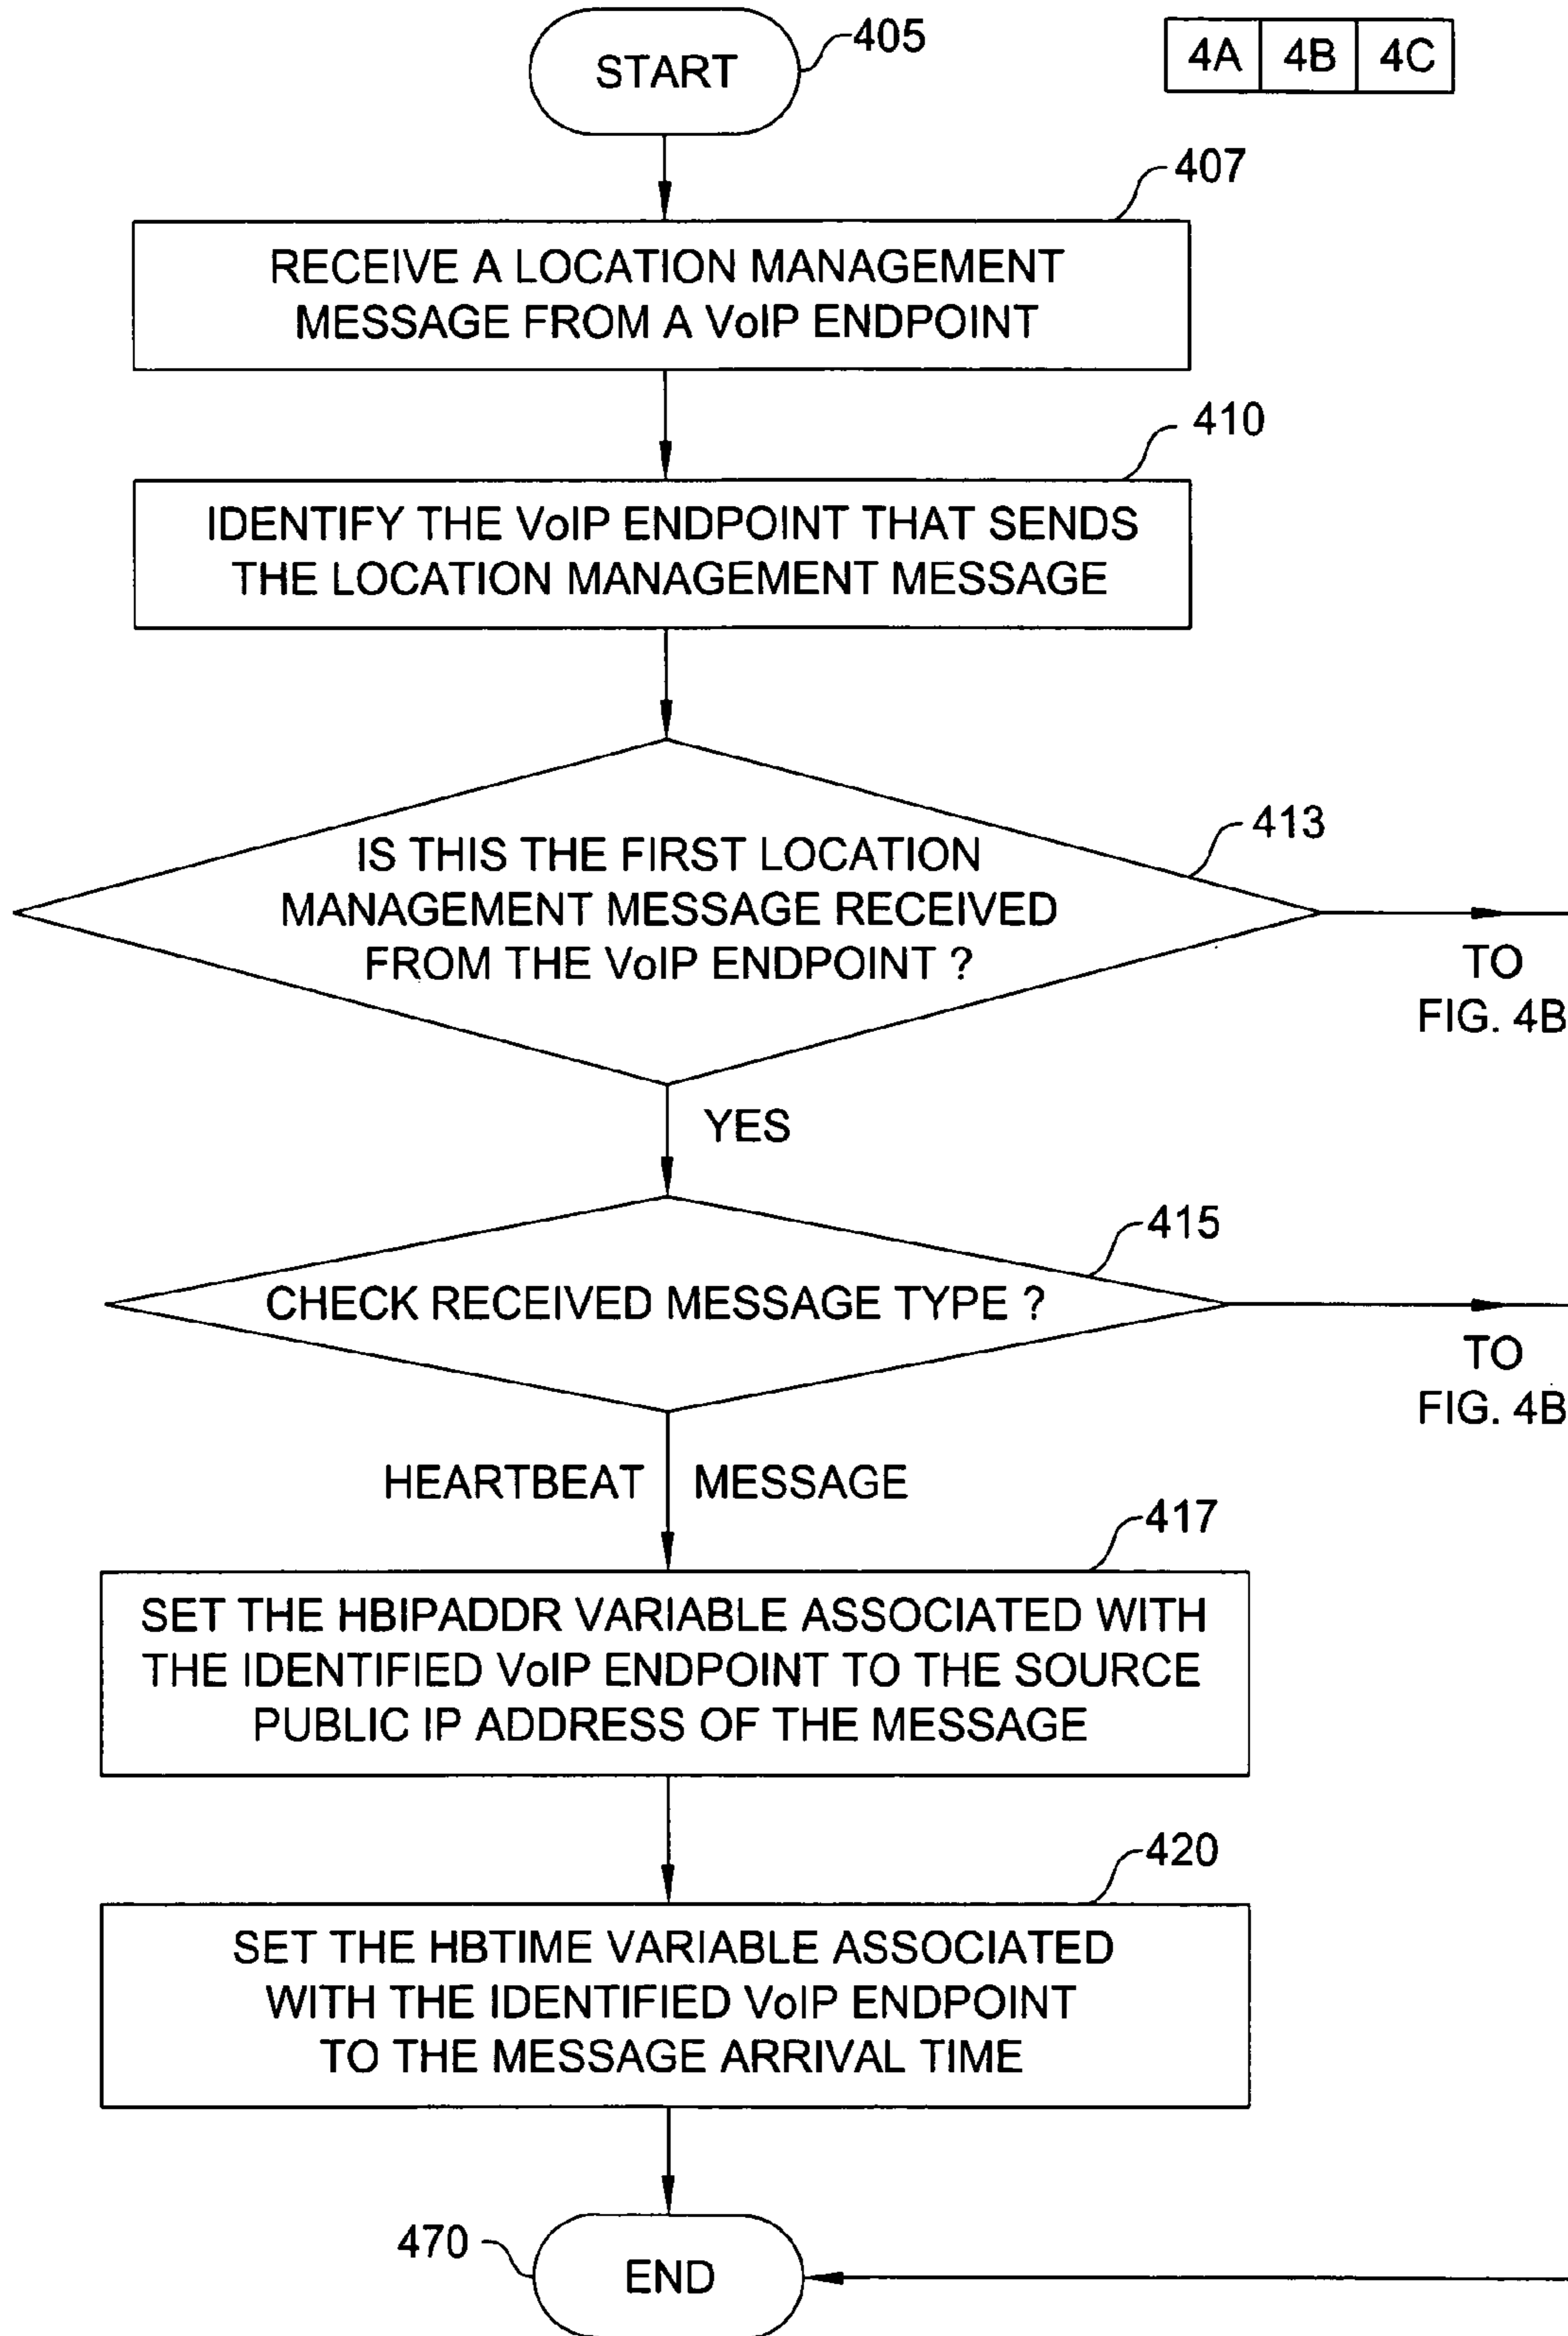 START
405
4A 4B 4C
407
RECEIVE A LOCATION MANAGEMENT
MESSAGE FROM A VoIP ENDPOINT
410
IDENTIFY THE VoIP ENDPOINT THAT SENDS
THE LOCATION MANAGEMENT MESSAGE
413
IS THIS THE FIRST LOCATION
MANAGEMENT MESSAGE RECEIVED
FROM THE VoIP ENDPOINT ?
TO
FIG. 4B
YES
415
CHECK RECEIVED MESSAGE TYPE ?
TO
FIG. 4B
HEARTBEAT MESSAGE
417
SET THE HBIPADDR VARIABLE ASSOCIATED WITH
THE IDENTIFIED VoIP ENDPOINT TO THE SOURCE
PUBLIC IP ADDRESS OF THE MESSAGE
420
SET THE HBTIME VARIABLE ASSOCIATED
WITH THE IDENTIFIED VoIP ENDPOINT
TO THE MESSAGE ARRIVAL TIME
470
END